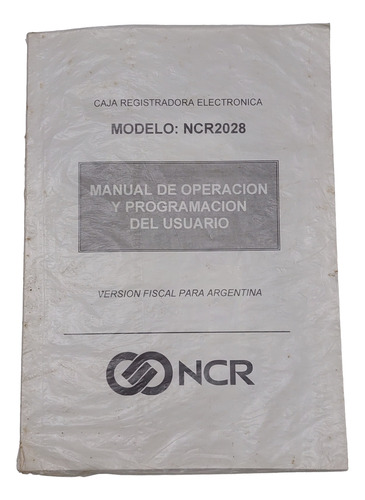 CAJA REGISTRADORA ELECTRONICA
MODELO: NCR2028
MANUAL DE OPERACION
Y PROGRAMACION
DEL USUARIO
VERSION FISCAL PARA ARGENTINA
NCR